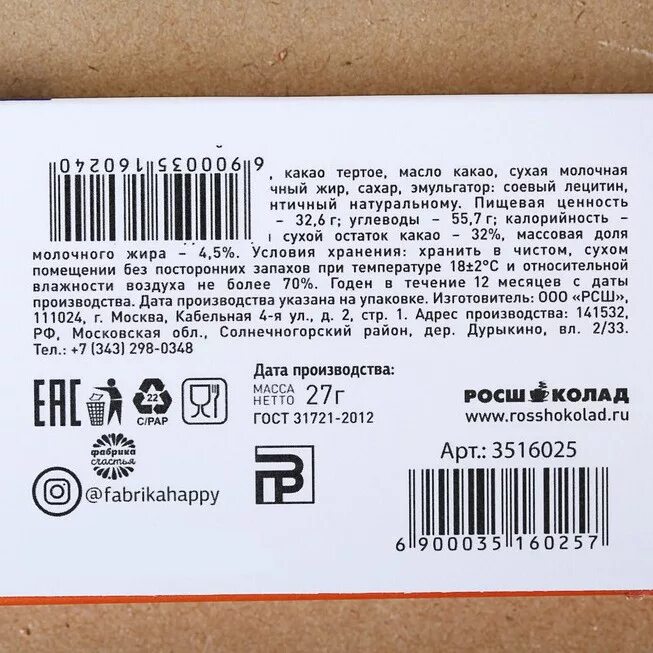 6 900035 160240
, какао тертое, масло какао, сухая молочная
чный жир, сахар, эмульгатор: соевый лецитин,
нтичный натуральному. Пищевая ценность
– 32,6 г; углеводы – 55,7 г; калорийность –
сухой остаток какао – 32%, массовая доля
молочного жира – 4,5%. Условия хранения: хранить в чистом, сухом
помещении без посторонних запахов при температуре 18±2°С и относительной
влажности воздуха не более 70%. Годен в течение 12 месяцев с даты
производства. Дата производства указана на упаковке. Изготовитель: ООО «РСШ»,
111024, г. Москва, Кабельная 4-я ул., д. 2, стр. 1. Адрес производства: 141532,
РФ, Московская обл., Солнечногорский район, дер. Дурыкино, вл. 2/33.
Тел.: +7 (343) 298-0348
Дата производства:
EAC
22
C/PAP
МАССА НЕТТО 27г
ГОСТ 31721-2012
РОСШОКОЛАД
www.rosshokolad.ru
фабрика
счастья
@fabrikahappy
Арт.: 3516025
6 900035 160257